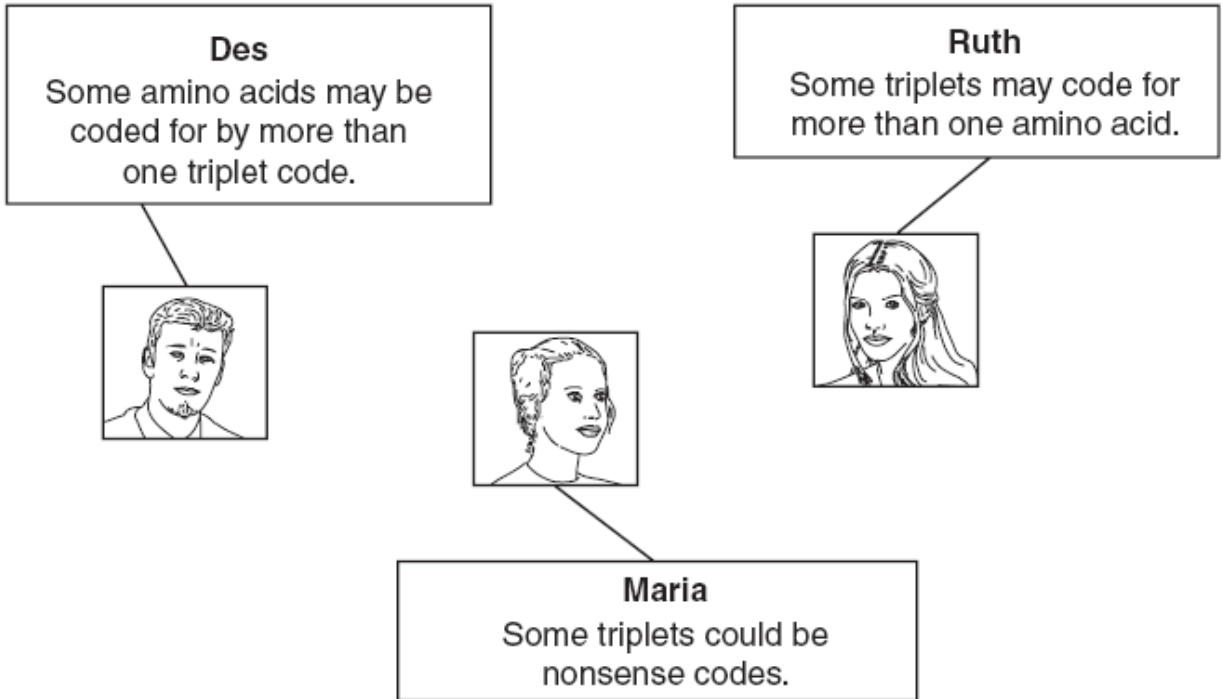 Des
Some amino acids may be
coded for by more than
one triplet code.
Ruth
Some triplets may code for
more than one amino acid.
Maria
Some triplets could be
nonsense codes.